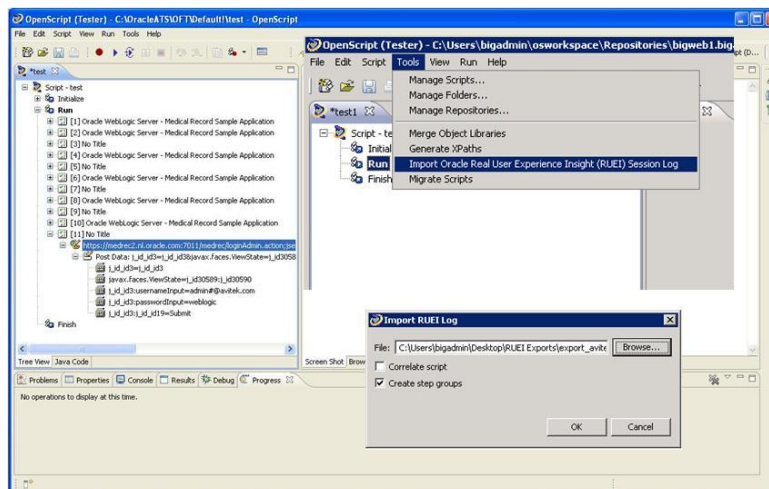 OpenScript (Tester) - C:\OracleATS\OFT\Default!\test - OpenScript
File Edit Script View Run Tools Help
*test
Script - test
Initialize
Run
[1] Oracle WebLogic Server - Medical Record Sample Application
[2] Oracle WebLogic Server - Medical Record Sample Application
[3] No Title
[4] Oracle WebLogic Server - Medical Record Sample Application
[5] No Title
[6] Oracle WebLogic Server - Medical Record Sample Application
[7] No Title
[8] Oracle WebLogic Server - Medical Record Sample Application
[9] No Title
[10] Oracle WebLogic Server - Medical Record Sample Application
[11] No Title
https://medrec2.nl.oracle.com:7011/medrec/loginAdmin.action;jse
Post Data: j_id_id3=j_id_id3&javax.faces.ViewState=j_id3058
j_id_id3=j_id_id3
javax.faces.ViewState=j_id30589:j_id30590
j_id_id3:usernameInput=admin#@avitek.com
j_id_id3:passwordInput=weblogic
j_id_id3:j_id_id19=Submit
Finish
Tree View Java Code
OpenScript (Tester) - C:\Users\bigadmin\osworkspace\Repositories\bigweb1.big
File Edit Script Tools View Run Help
*test1
Script - te
Initial
Run
Finish
Manage Scripts...
Manage Folders...
Manage Repositories...
Merge Object Libraries
Generate XPaths
Import Oracle Real User Experience Insight (RUEI) Session Log
Migrate Scripts
ipt (D...
Screen Shot Brow
Import RUEI Log
File: C:\Users\bigadmin\Desktop\RUEI Exports\export_avite Browse...
Correlate script
Create step groups
OK Cancel
Problems Properties Console Results Debug Progress
No operations to display at this time.